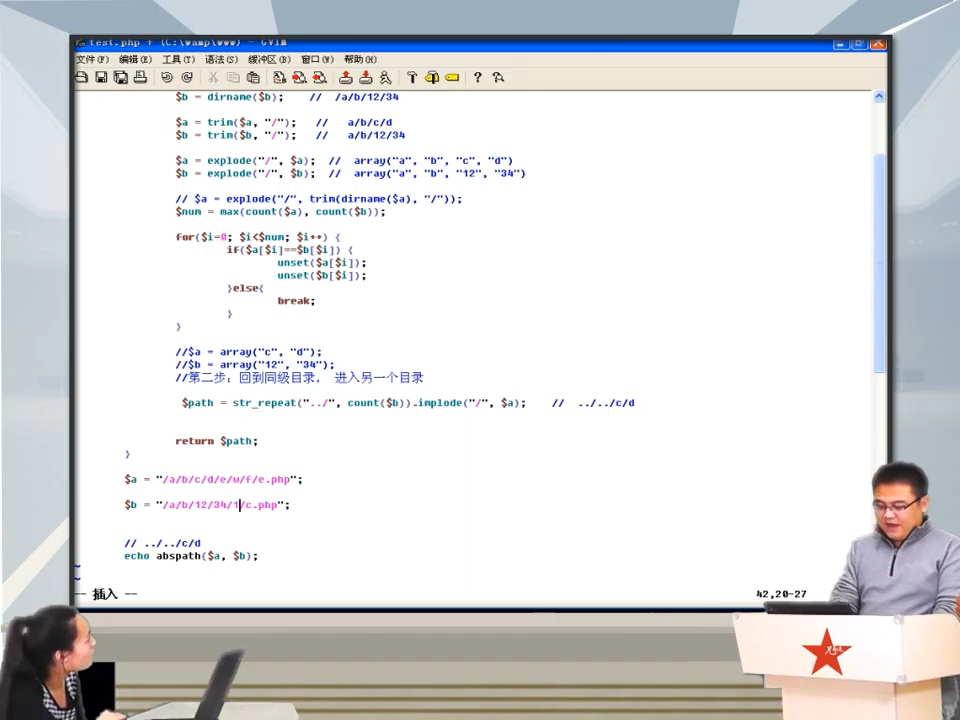 test.php + (C:\wamp\www) - GVIM
文件(F) 编辑(E) 工具(T) 语法(S) 缓冲区(B) 窗口(W) 帮助(H)
$b = dirname($b); // /a/b/12/34
$a = trim($a, "/"); // a/b/c/d
$b = trim($b, "/"); // a/b/12/34
$a = explode("/", $a); // array("a", "b", "c", "d")
$b = explode("/", $b); // array("a", "b", "12", "34")
// $a = explode("/", trim(dirname($a), "/"));
$num = max(count($a), count($b));
for($i=0; $i<$num; $i++) {
if($a[$i]==$b[$i]) {
unset($a[$i]);
unset($b[$i]);
}else{
break;
}
}
//$a = array("c", "d");
//$b = array("12", "34");
//第二步：回到同级目录， 进入另一个目录
$path = str_repeat("../", count($b)).implode("/", $a); // ../../c/d
return $path;
}
$a = "/a/b/c/d/e/w/f/e.php";
$b = "/a/b/12/34/1/c.php";
// ../../c/d
echo abspath($a, $b);
~
~
-- 插入 --
42,20-27